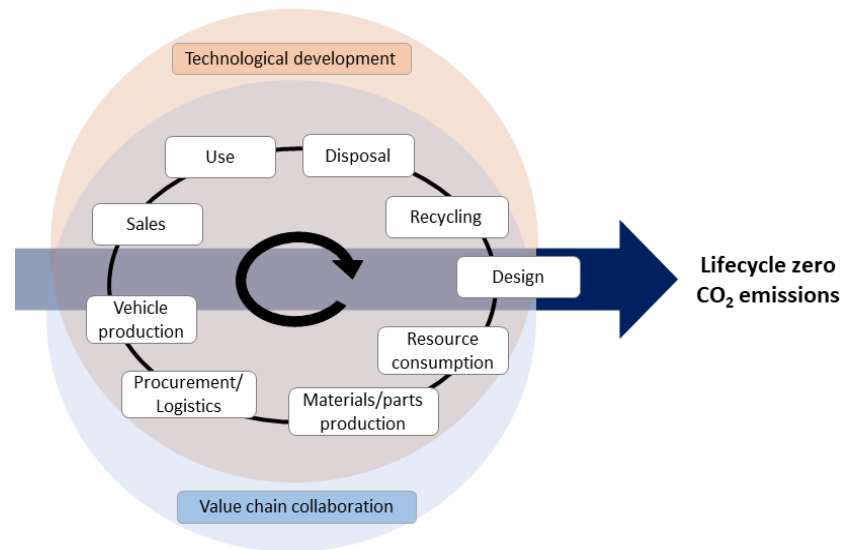 Technological development
Use
Disposal
Sales
Recycling
Design
Lifecycle zero
CO₂ emissions
Vehicle
production
Resource
consumption
Procurement/
Logistics
Materials/parts
production
Value chain collaboration